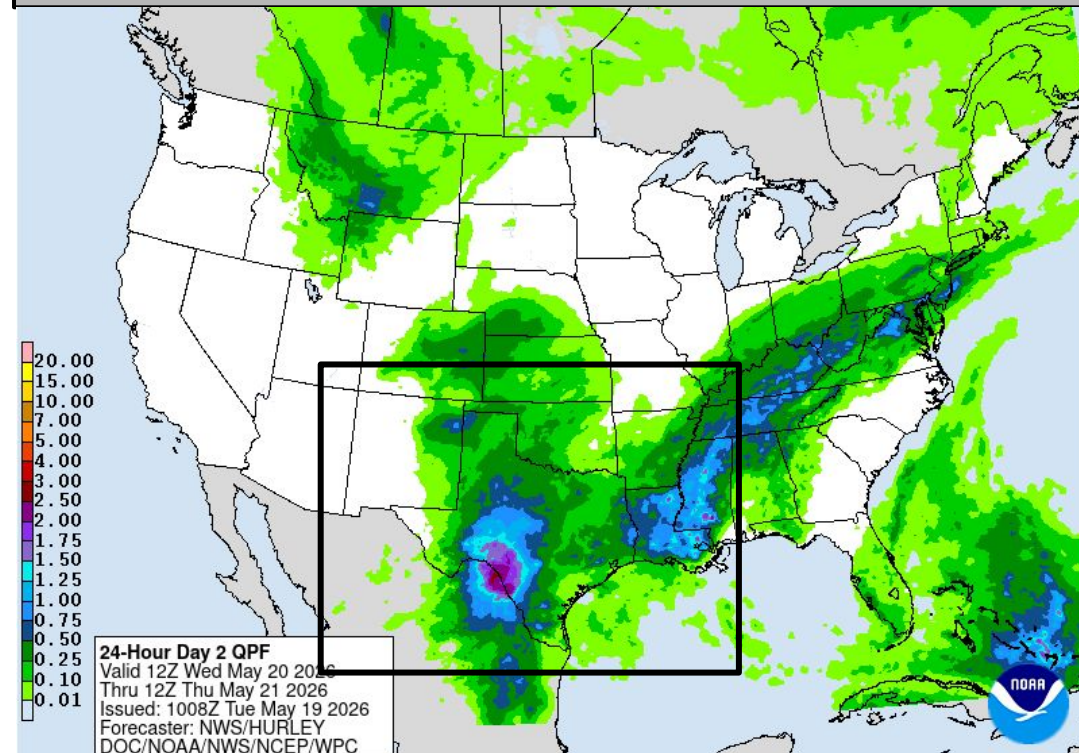 20.00
15.00
10.00
7.00
5.00
4.00
3.00
2.50
2.00
1.75
1.50
1.25
1.00
0.75
0.50
0.25
0.10
0.01
24-Hour Day 2 QPF
Valid 12Z Wed May 20 2026
Thru 12Z Thu May 21 2026
Issued: 1008Z Tue May 19 2026
Forecaster: NWS/HURLEY
DOC/NOAA/NWS/NCEP/WPC
NOAA